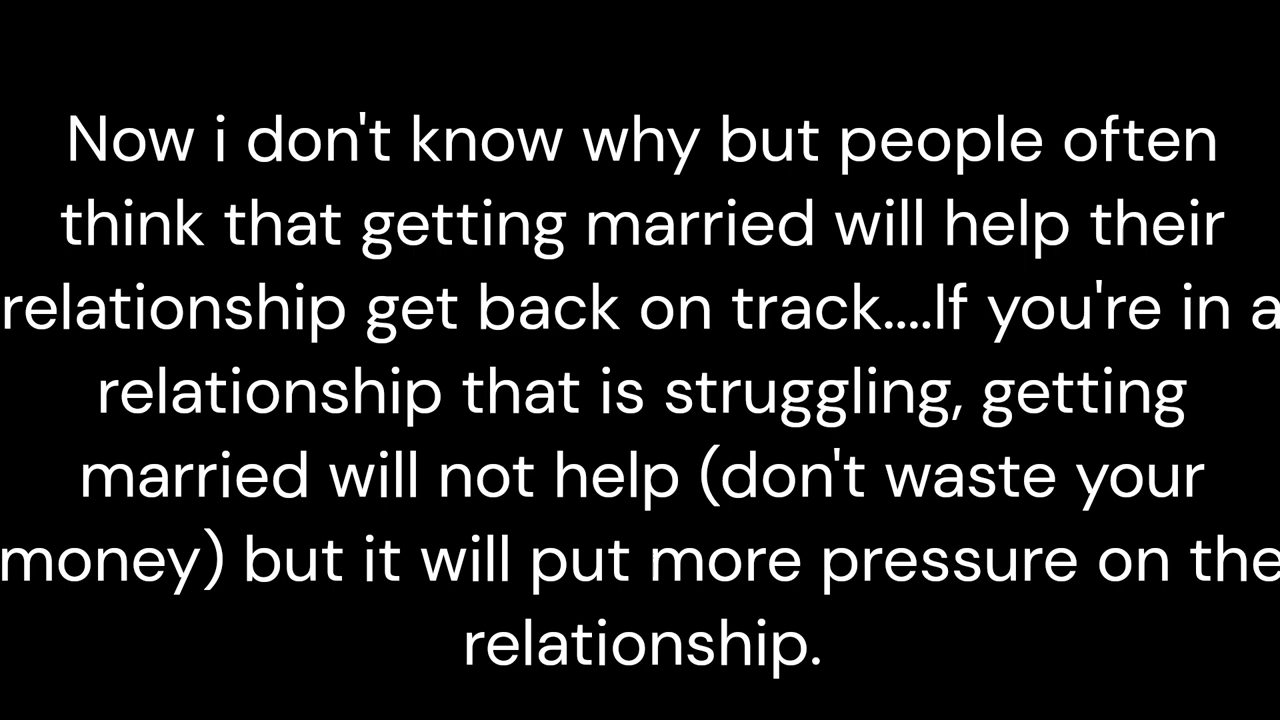 Now i don't know why but people often
think that getting married will help their
relationship get back on track....If you're in a
relationship that is struggling, getting
married will not help (don't waste your
money) but it will put more pressure on the
relationship.